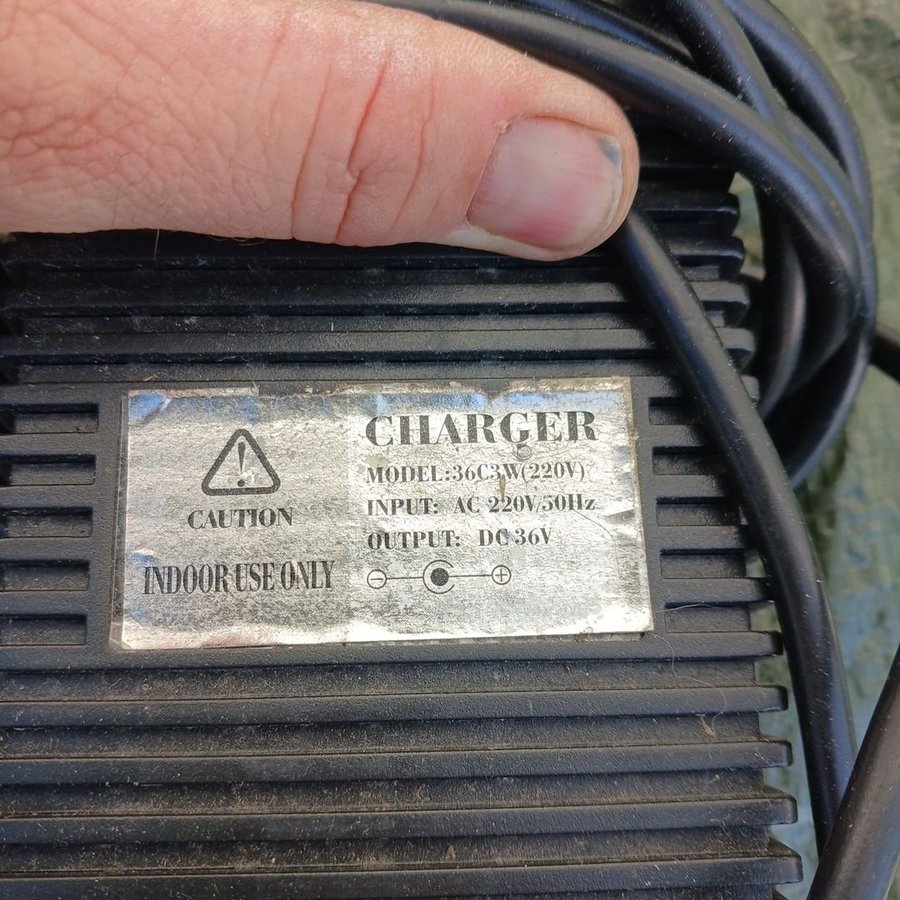 CAUTION
INDOOR USE ONLY
CHARGER
MODEL:36C3W(220V)
INPUT: AC 220V/50Hz
OUTPUT: DC 36V